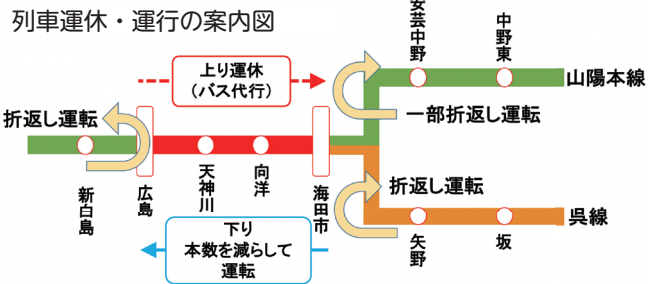 列車運休・運行の案内図
上り運休
(バス代行)
折返し運転
安芸中野
中野東
山陽本線
一部折返し運転
新白島
広島
天神川
向洋
海田市
折返し運転
呉線
矢野
坂
下り
本数を減らして
運転